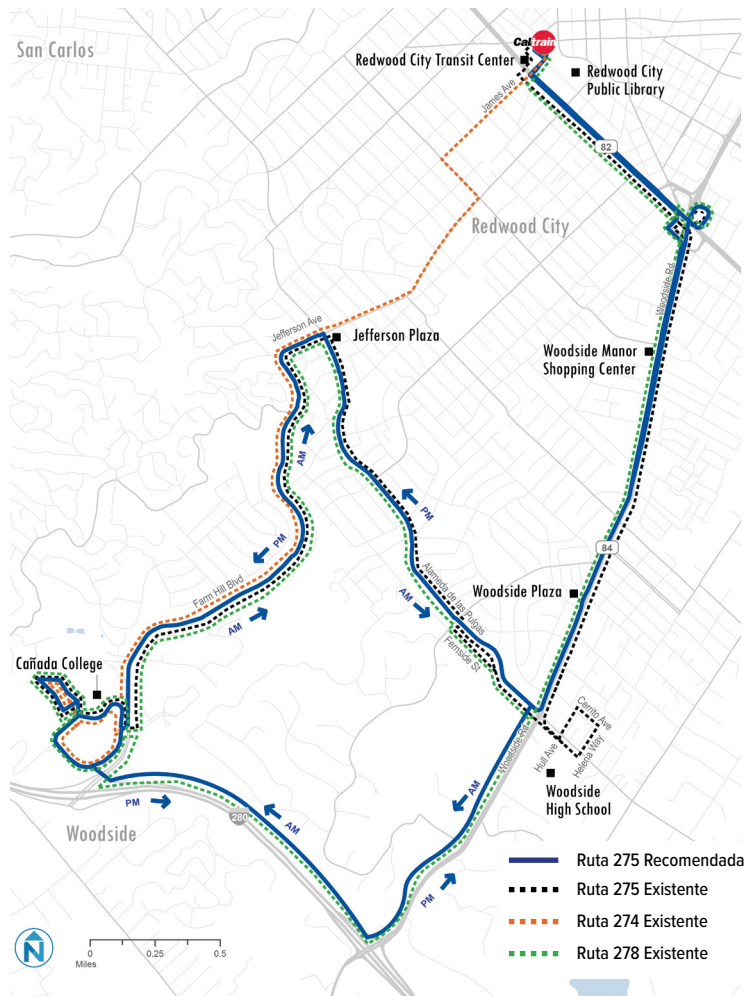 San Carlos
Caltrain
Redwood City Transit Center
Redwood City
Public Library
James Ave
82
Redwood City
Woodside Rd
Jefferson Ave
Jefferson Plaza
Woodside Manor
Shopping Center
AM
PM
PM
84
Farm Hill Blvd
AM
AM
Alameda de las Pulgas
Woodside Plaza
Fernside St
Cañada College
Cerrito Ave
Woodside Rd
Hull Ave
Helena Way
Woodside
High School
AM
PM
AM
280
Woodside
PM
Ruta 275 Recomendada
Ruta 275 Existente
Ruta 274 Existente
Ruta 278 Existente
N
0 0.25 0.5
Miles